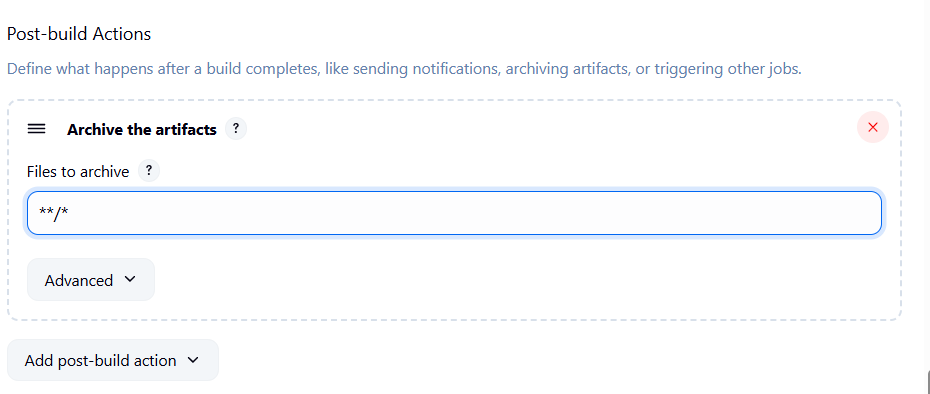 Post-build Actions
Define what happens after a build completes, like sending notifications, archiving artifacts, or triggering other jobs.
Archive the artifacts ?
Files to archive ?
**/*
Advanced
Add post-build action